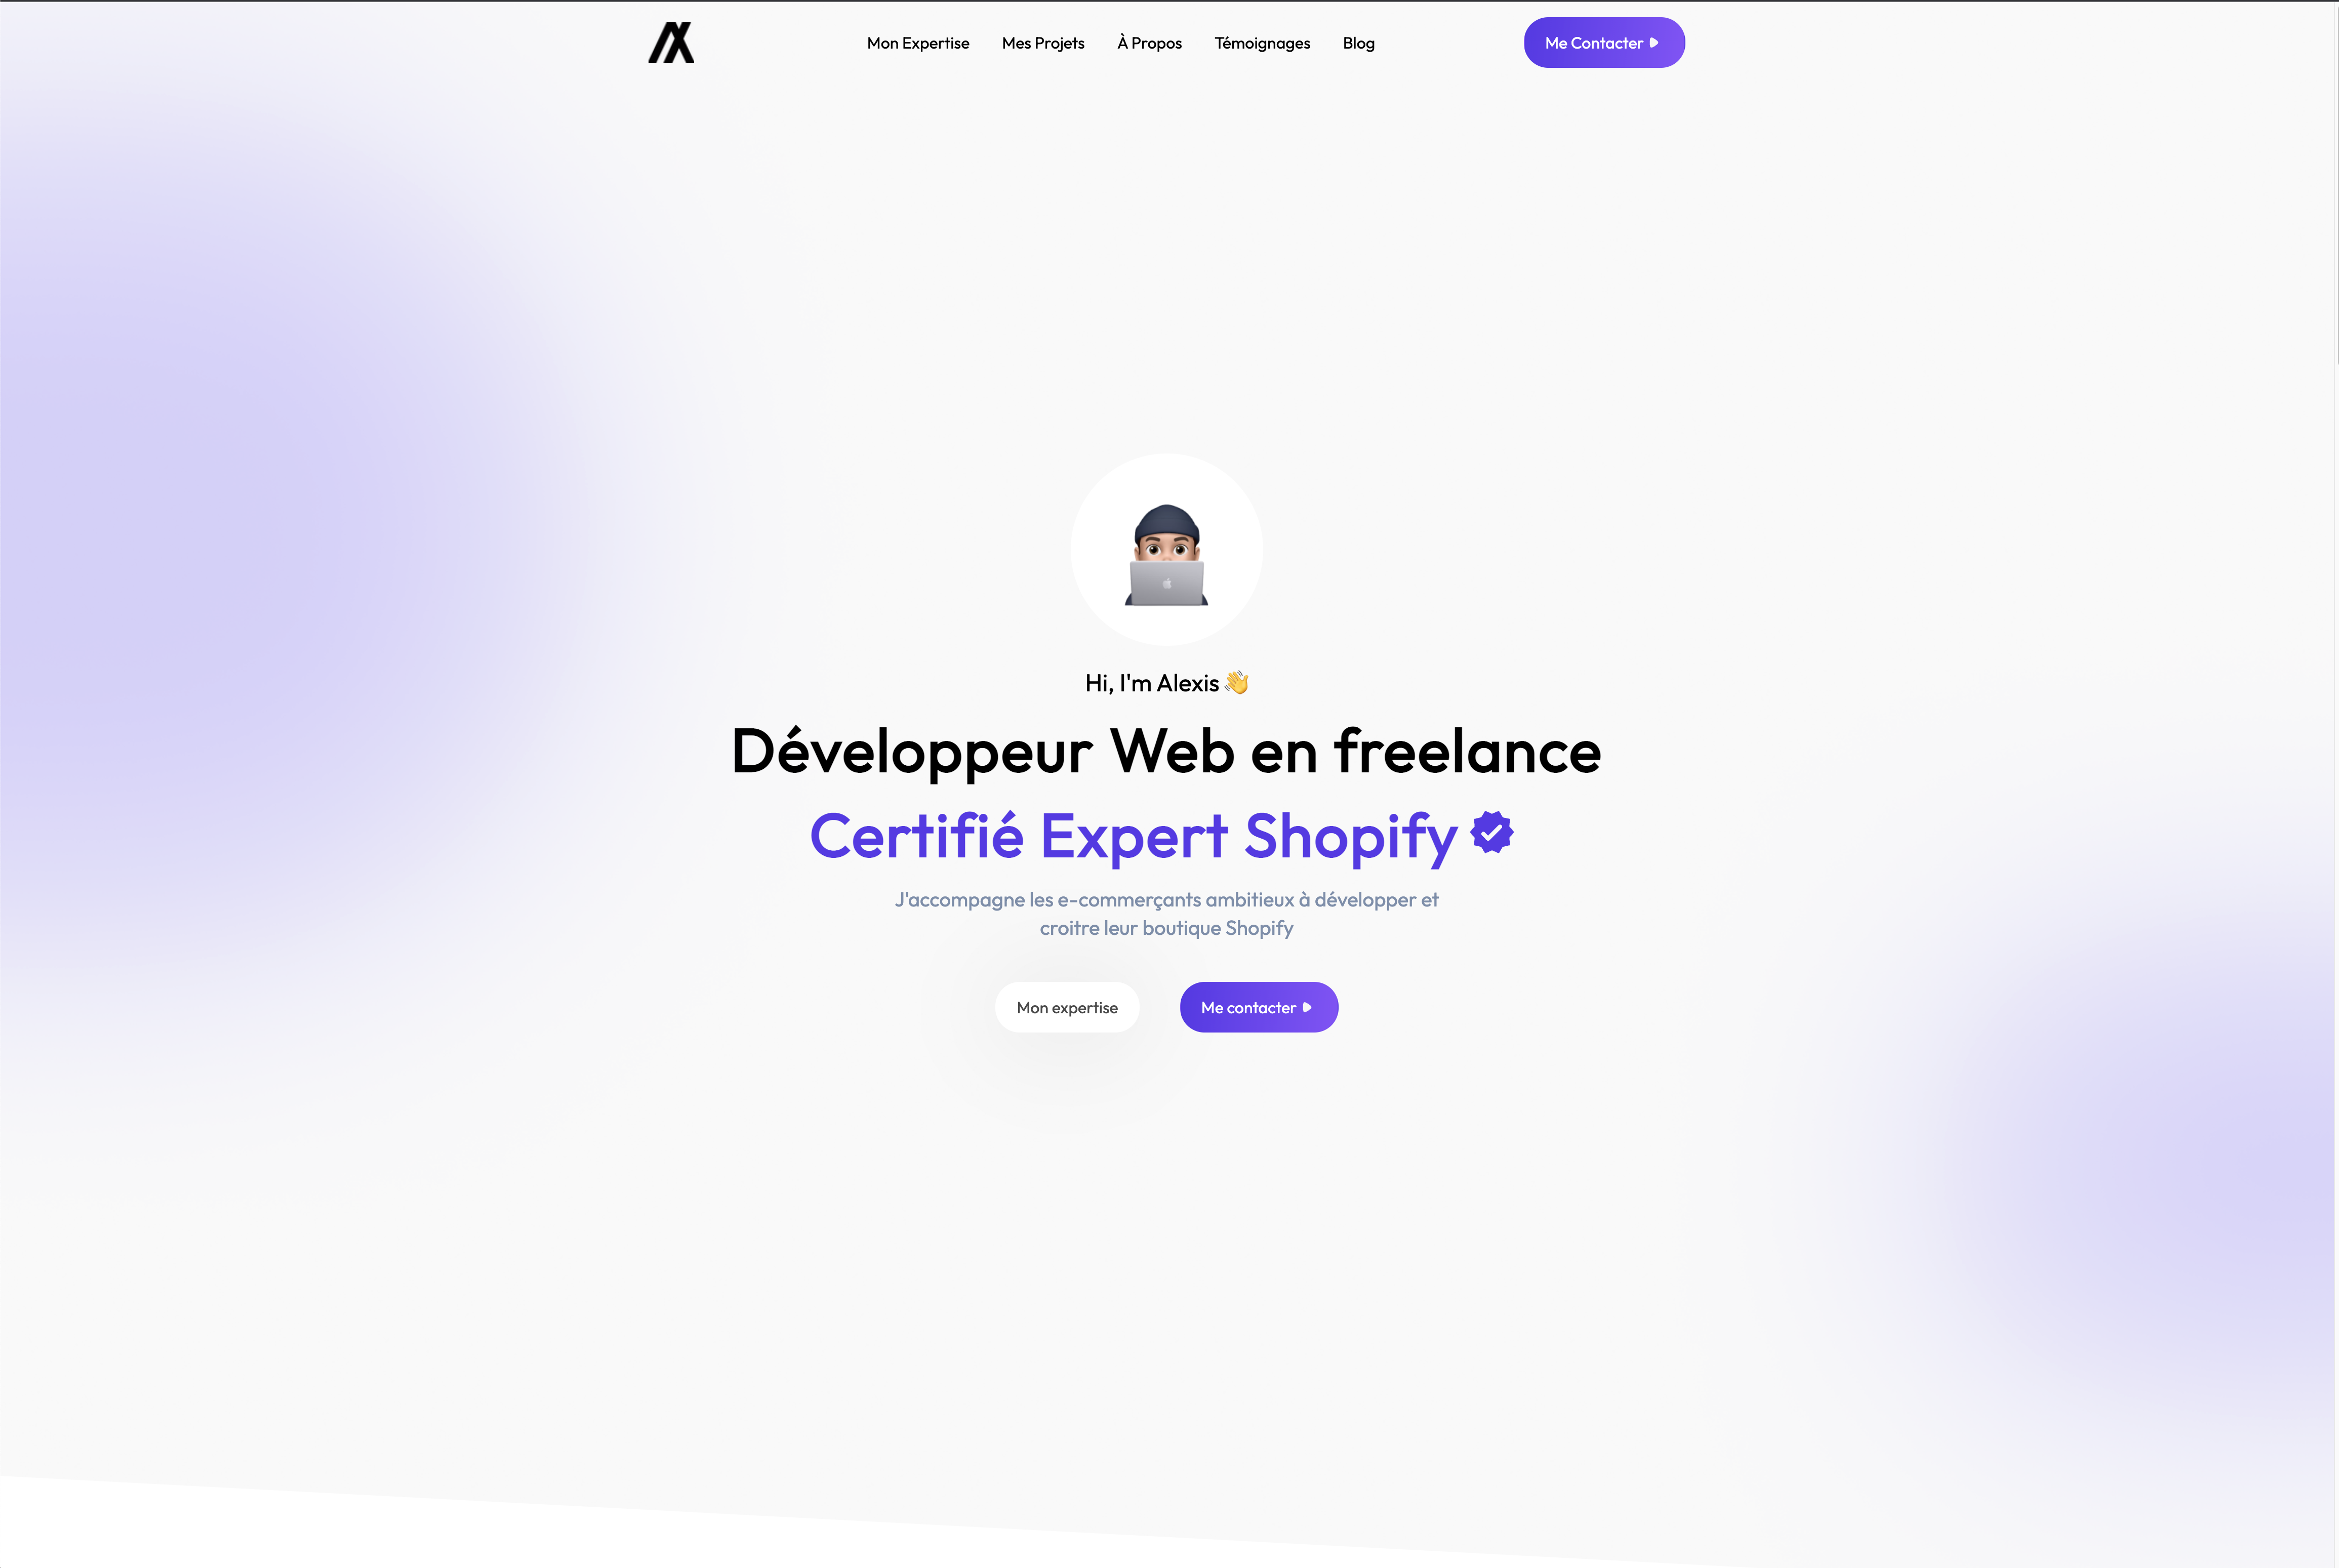 Mon Expertise
Mes Projets
À Propos
Témoignages
Blog
Me Contacter
Hi, I'm Alexis 👋
Développeur Web en freelance
Certifié Expert Shopify
J'accompagne les e-commerçants ambitieux à développer et
croitre leur boutique Shopify
Mon expertise
Me contacter